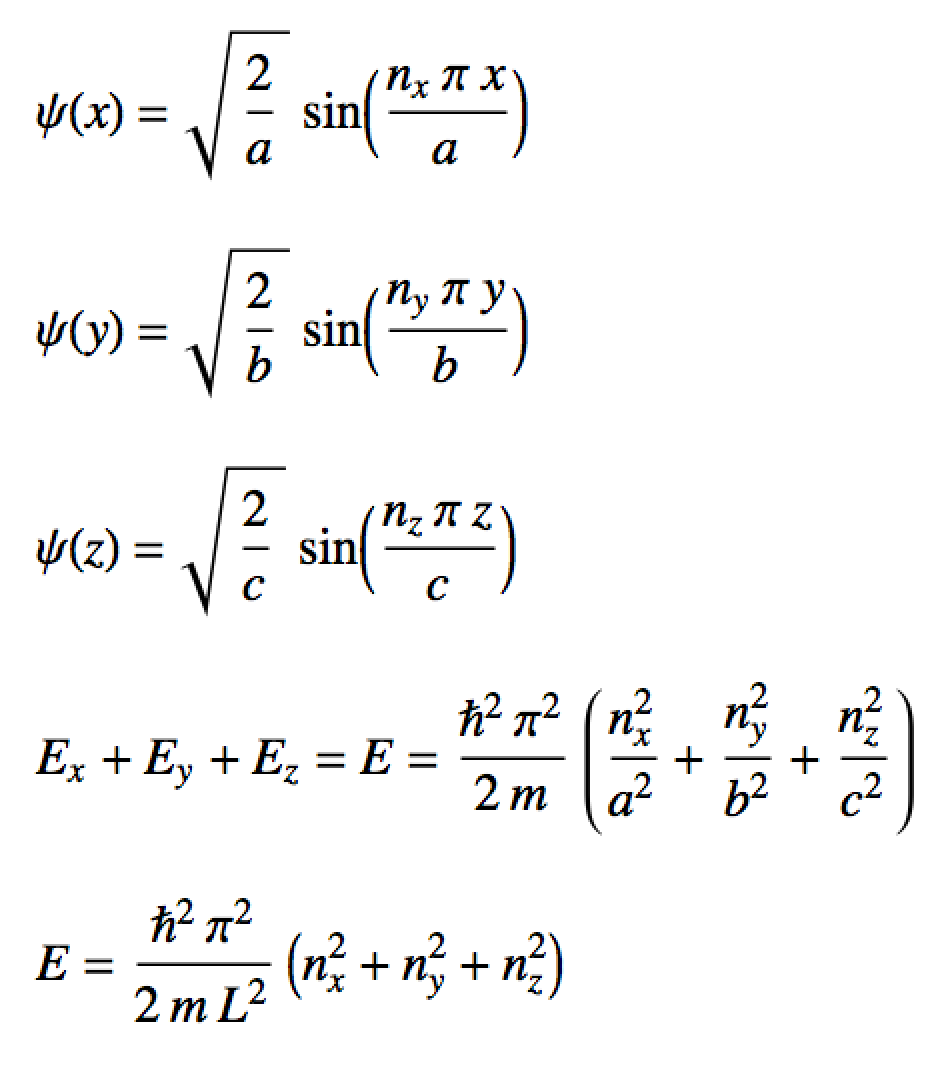 ψ(x) = √(2/a) sin(n_x π x / a)
ψ(y) = √(2/b) sin(n_y π y / b)
ψ(z) = √(2/c) sin(n_z π z / c)
E_x + E_y + E_z = E = ħ² π² / 2 m (n_x²/a² + n_y²/b² + n_z²/c²)
E = ħ² π² / 2 m L² (n_x² + n_y² + n_z²)